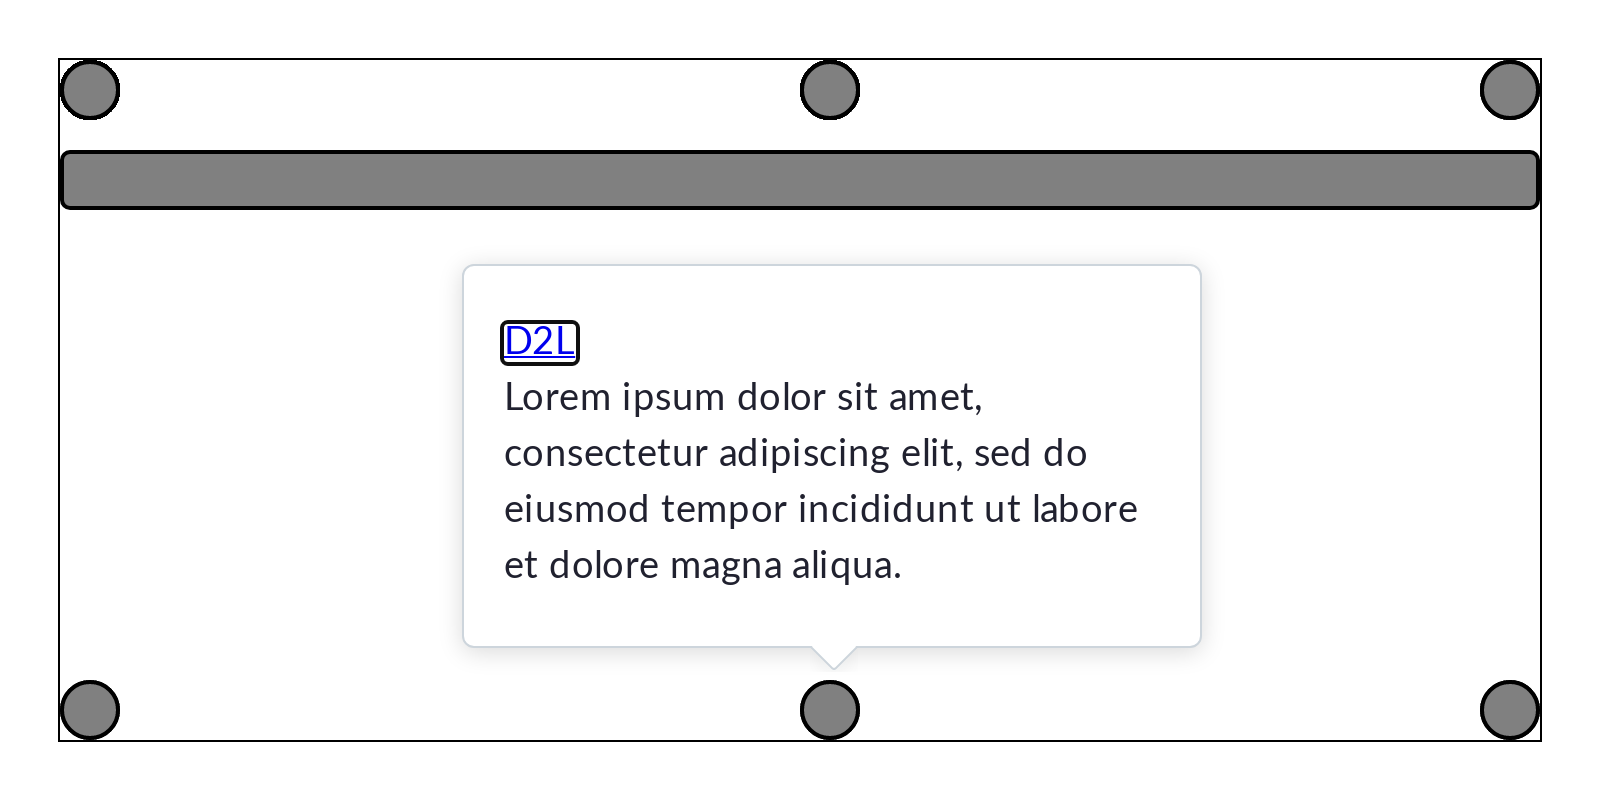 D2L
Lorem ipsum dolor sit amet,
consectetur adipiscing elit, sed do
eiusmod tempor incididunt ut labore
et dolore magna aliqua.